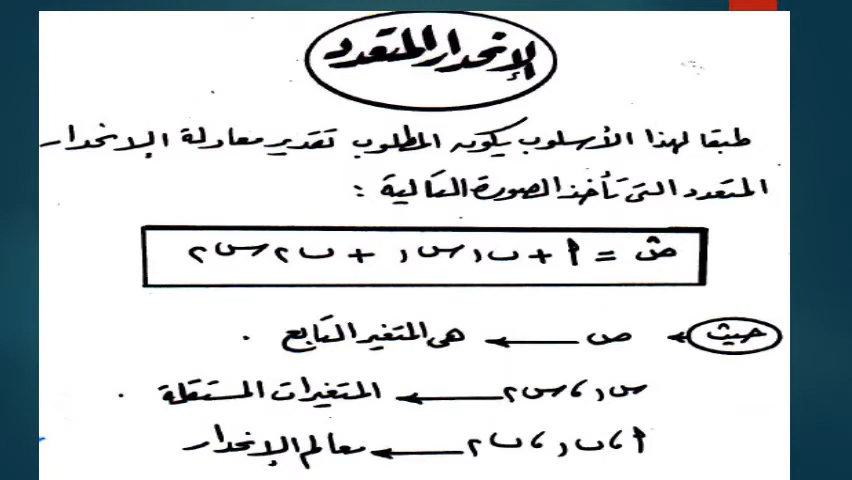 الإنحدار المتعدد
طبقا لهذا الأسلوب يكون المطلوب تقدير معادلة الإنحدار
المتعدد التى تأخذ الصورة التالية :
صَ = أ + ب١ س١ + ب٢ س٢
حيث ← ص ← هى المتغير التابع .
س١ ، س٢ ← المتغيرات المستقلة .
أ ، ب١ ، ب٢ ← معالم الإنحدار